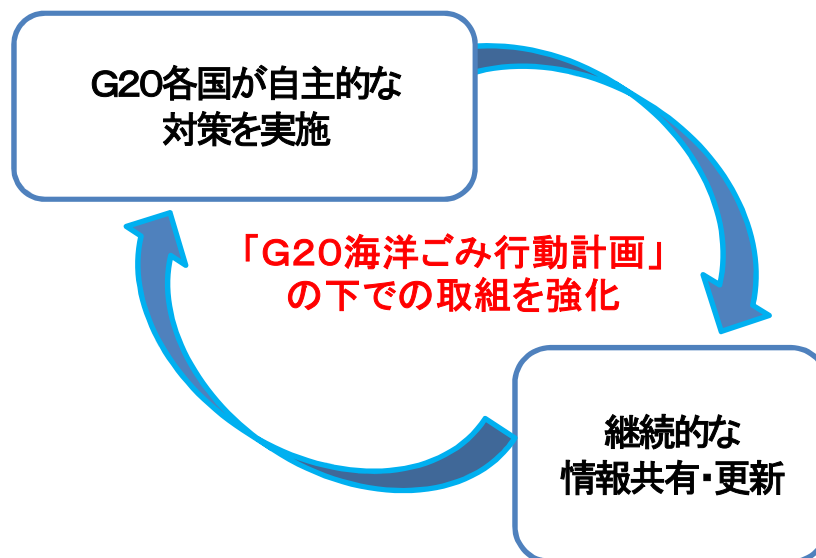 G20各国が自主的な
対策を実施
「G20海洋ごみ行動計画」
の下での取組を強化
継続的な
情報共有・更新